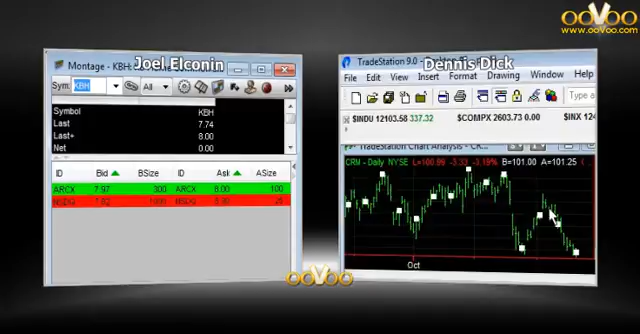 ooVoo
www.ooVoo.com
Joel Elconin
Montage - KBH:
Sym: KBH
All
Symbol KBH
Last 7.74
Last+ 8.00
Net 0.00
ID Bid BSize ID Ask ASize
ARCX 7.97 300 ARCX 8.00 100
Dennis Dick
TradeStation 9.0
File Edit View Insert Format Drawing Window Help
Type a
$INDU 12103.58 337.32 $COMPX 2603.73 0.00 $INX 124
TradeStation Chart Analysis - CR
CRM - Daily NYSE L=100.99 -3.33 -3.19% B=101.00 A=101.25
Oct
ooVoo